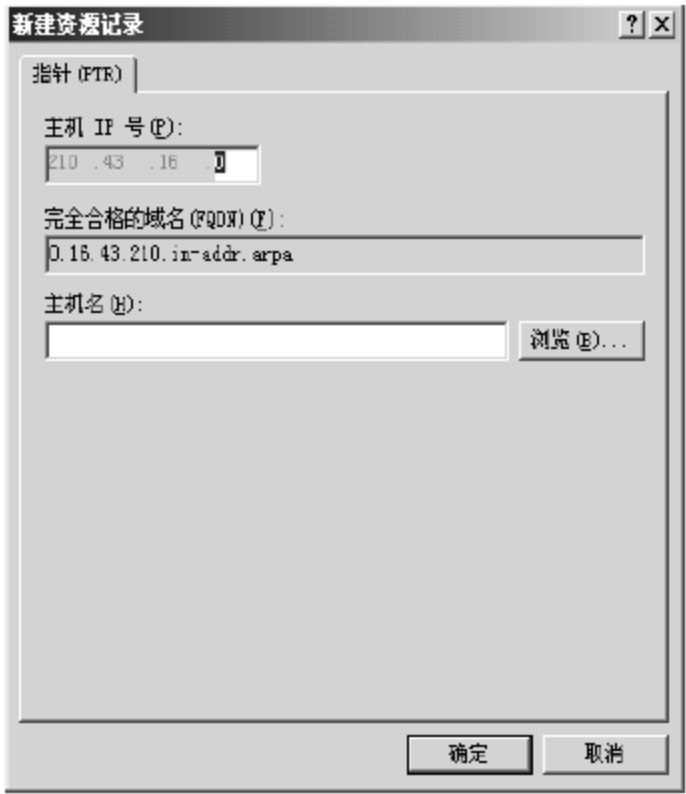 新建资源记录
指针(PTR)
主机 IP 号(P):
210 .43 .16 .0
完全合格的域名(FQDN)(F):
0.16.43.210.in-addr.arpa
主机名(H):
浏览(B)...
确定 取消